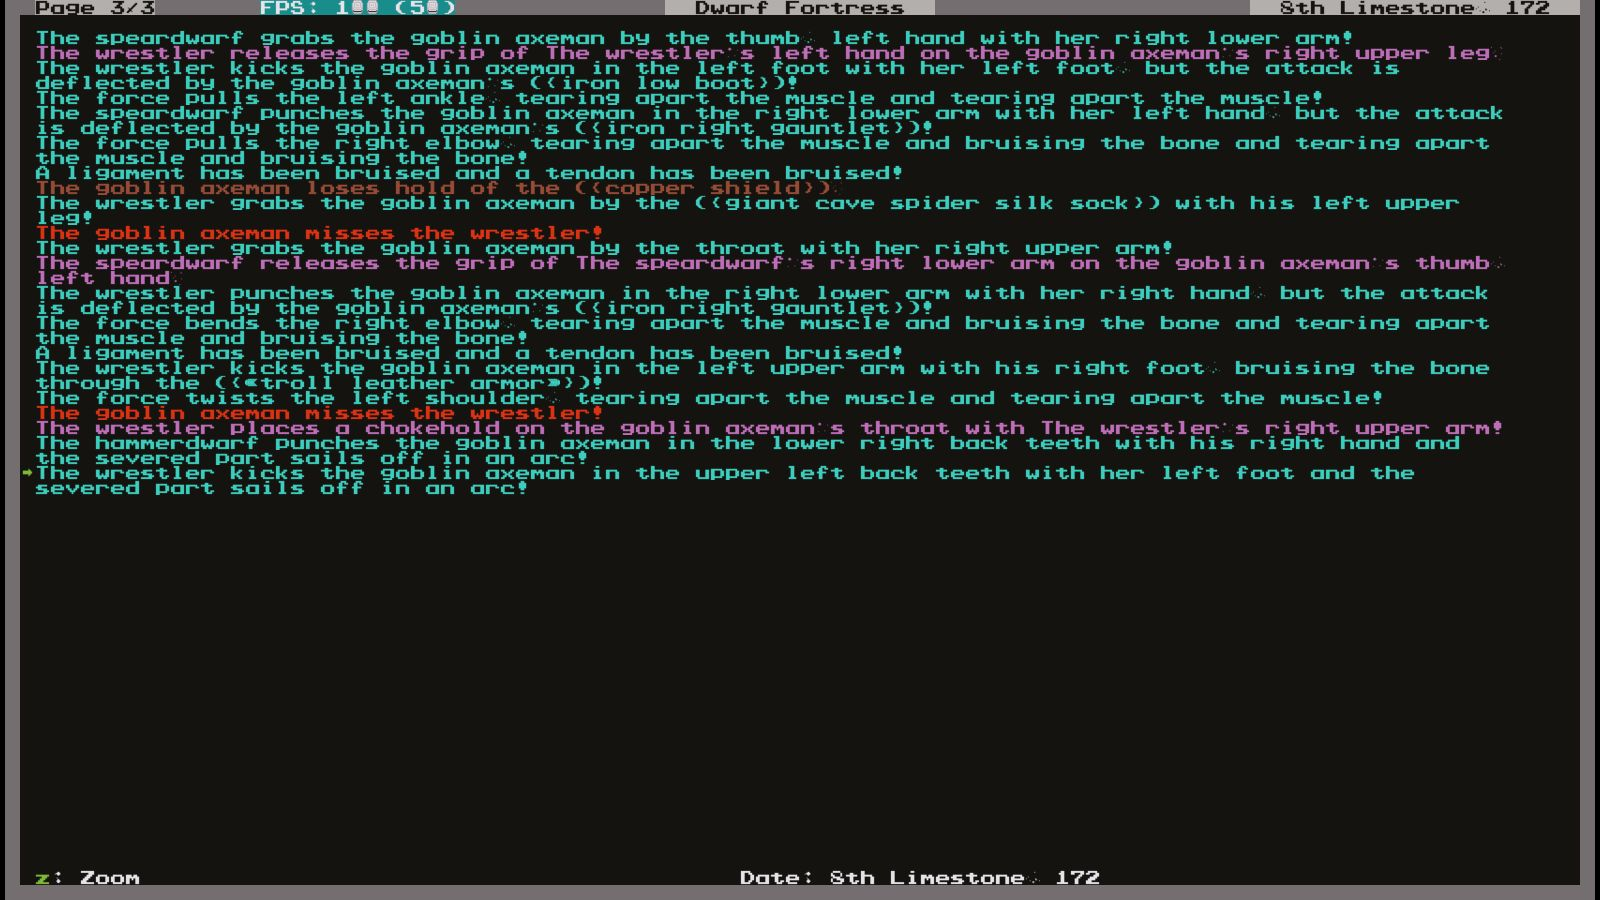 Page 3/3 FPS: 100 (50) Dwarf Fortress 8th Limestone, 172
The speardwarf grabs the goblin axeman by the thumb, left hand with her right lower arm!
The wrestler releases the grip of The wrestler's left hand on the goblin axeman's right upper leg.
The wrestler kicks the goblin axeman in the left foot with her left foot, but the attack is
deflected by the goblin axeman's ((iron low boot))!
The force pulls the left ankle, tearing apart the muscle and tearing apart the muscle!
The speardwarf punches the goblin axeman in the right lower arm with her left hand, but the attack
is deflected by the goblin axeman's ((iron right gauntlet))!
The force pulls the right elbow, tearing apart the muscle and bruising the bone and tearing apart
the muscle and bruising the bone!
A ligament has been bruised and a tendon has been bruised!
The goblin axeman loses hold of the ((copper shield)).
The wrestler grabs the goblin axeman by the ((giant cave spider silk sock)) with his left upper
leg!
The goblin axeman misses the wrestler!
The wrestler grabs the goblin axeman by the throat with her right upper arm!
The speardwarf releases the grip of The speardwarf's right lower arm on the goblin axeman's thumb,
left hand.
The wrestler punches the goblin axeman in the right lower arm with her right hand, but the attack
is deflected by the goblin axeman's ((iron right gauntlet))!
The force bends the right elbow, tearing apart the muscle and bruising the bone and tearing apart
the muscle and bruising the bone!
A ligament has been bruised and a tendon has been bruised!
The wrestler kicks the goblin axeman in the left upper arm with his right foot, bruising the bone
through the ((«troll leather armor»))!
The force twists the left shoulder, tearing apart the muscle and tearing apart the muscle!
The goblin axeman misses the wrestler!
The wrestler places a chokehold on the goblin axeman's throat with The wrestler's right upper arm!
The hammerdwarf punches the goblin axeman in the lower right back teeth with his right hand and
the severed part sails off in an arc!
→The wrestler kicks the goblin axeman in the upper left back teeth with her left foot and the
severed part sails off in an arc!
z: Zoom Date: 8th Limestone, 172